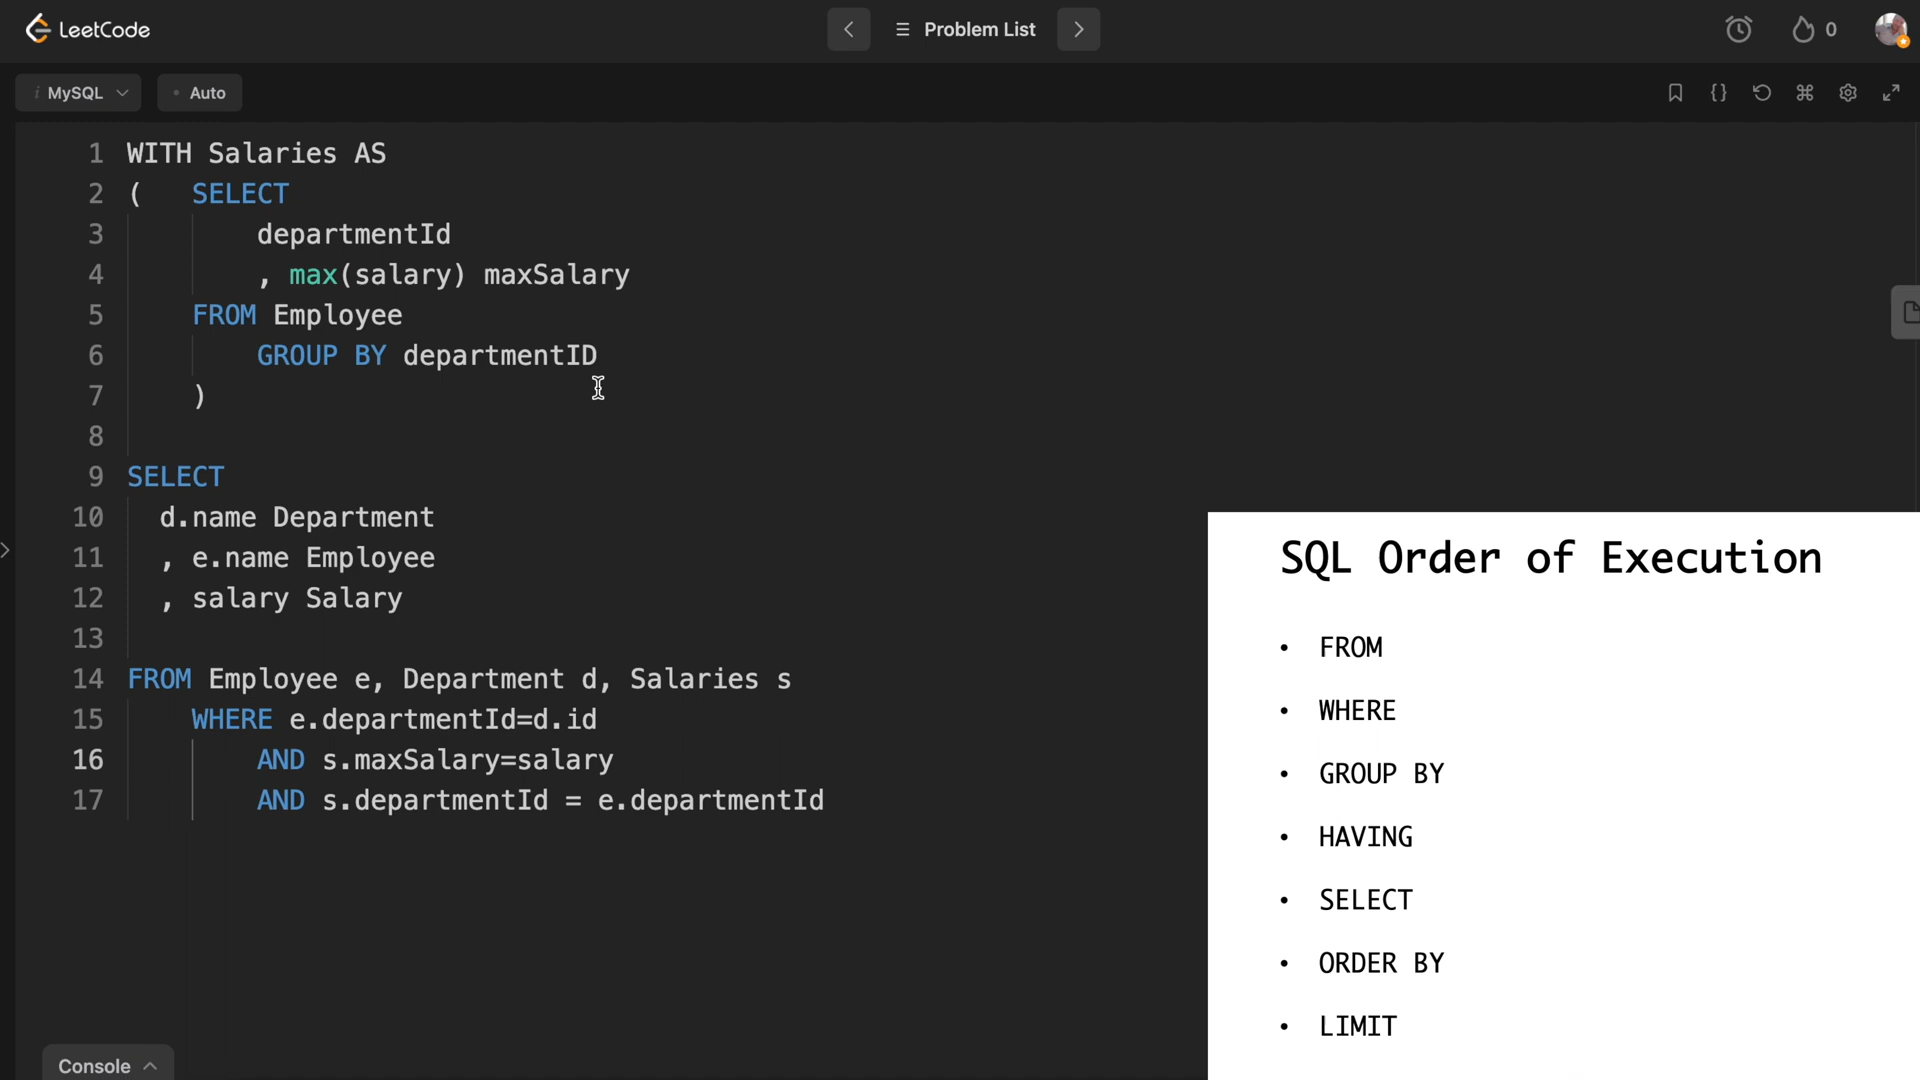 LeetCode
Problem List
0
i MySQL
Auto
1 WITH Salaries AS
2 ( SELECT
3 departmentId
4 , max(salary) maxSalary
5 FROM Employee
6 GROUP BY departmentID
7 )
8
9 SELECT
10 d.name Department
11 , e.name Employee
12 , salary Salary
13
14 FROM Employee e, Department d, Salaries s
15 WHERE e.departmentId=d.id
16 AND s.maxSalary=salary
17 AND s.departmentId = e.departmentId
SQL Order of Execution
• FROM
• WHERE
• GROUP BY
• HAVING
• SELECT
• ORDER BY
• LIMIT
Console